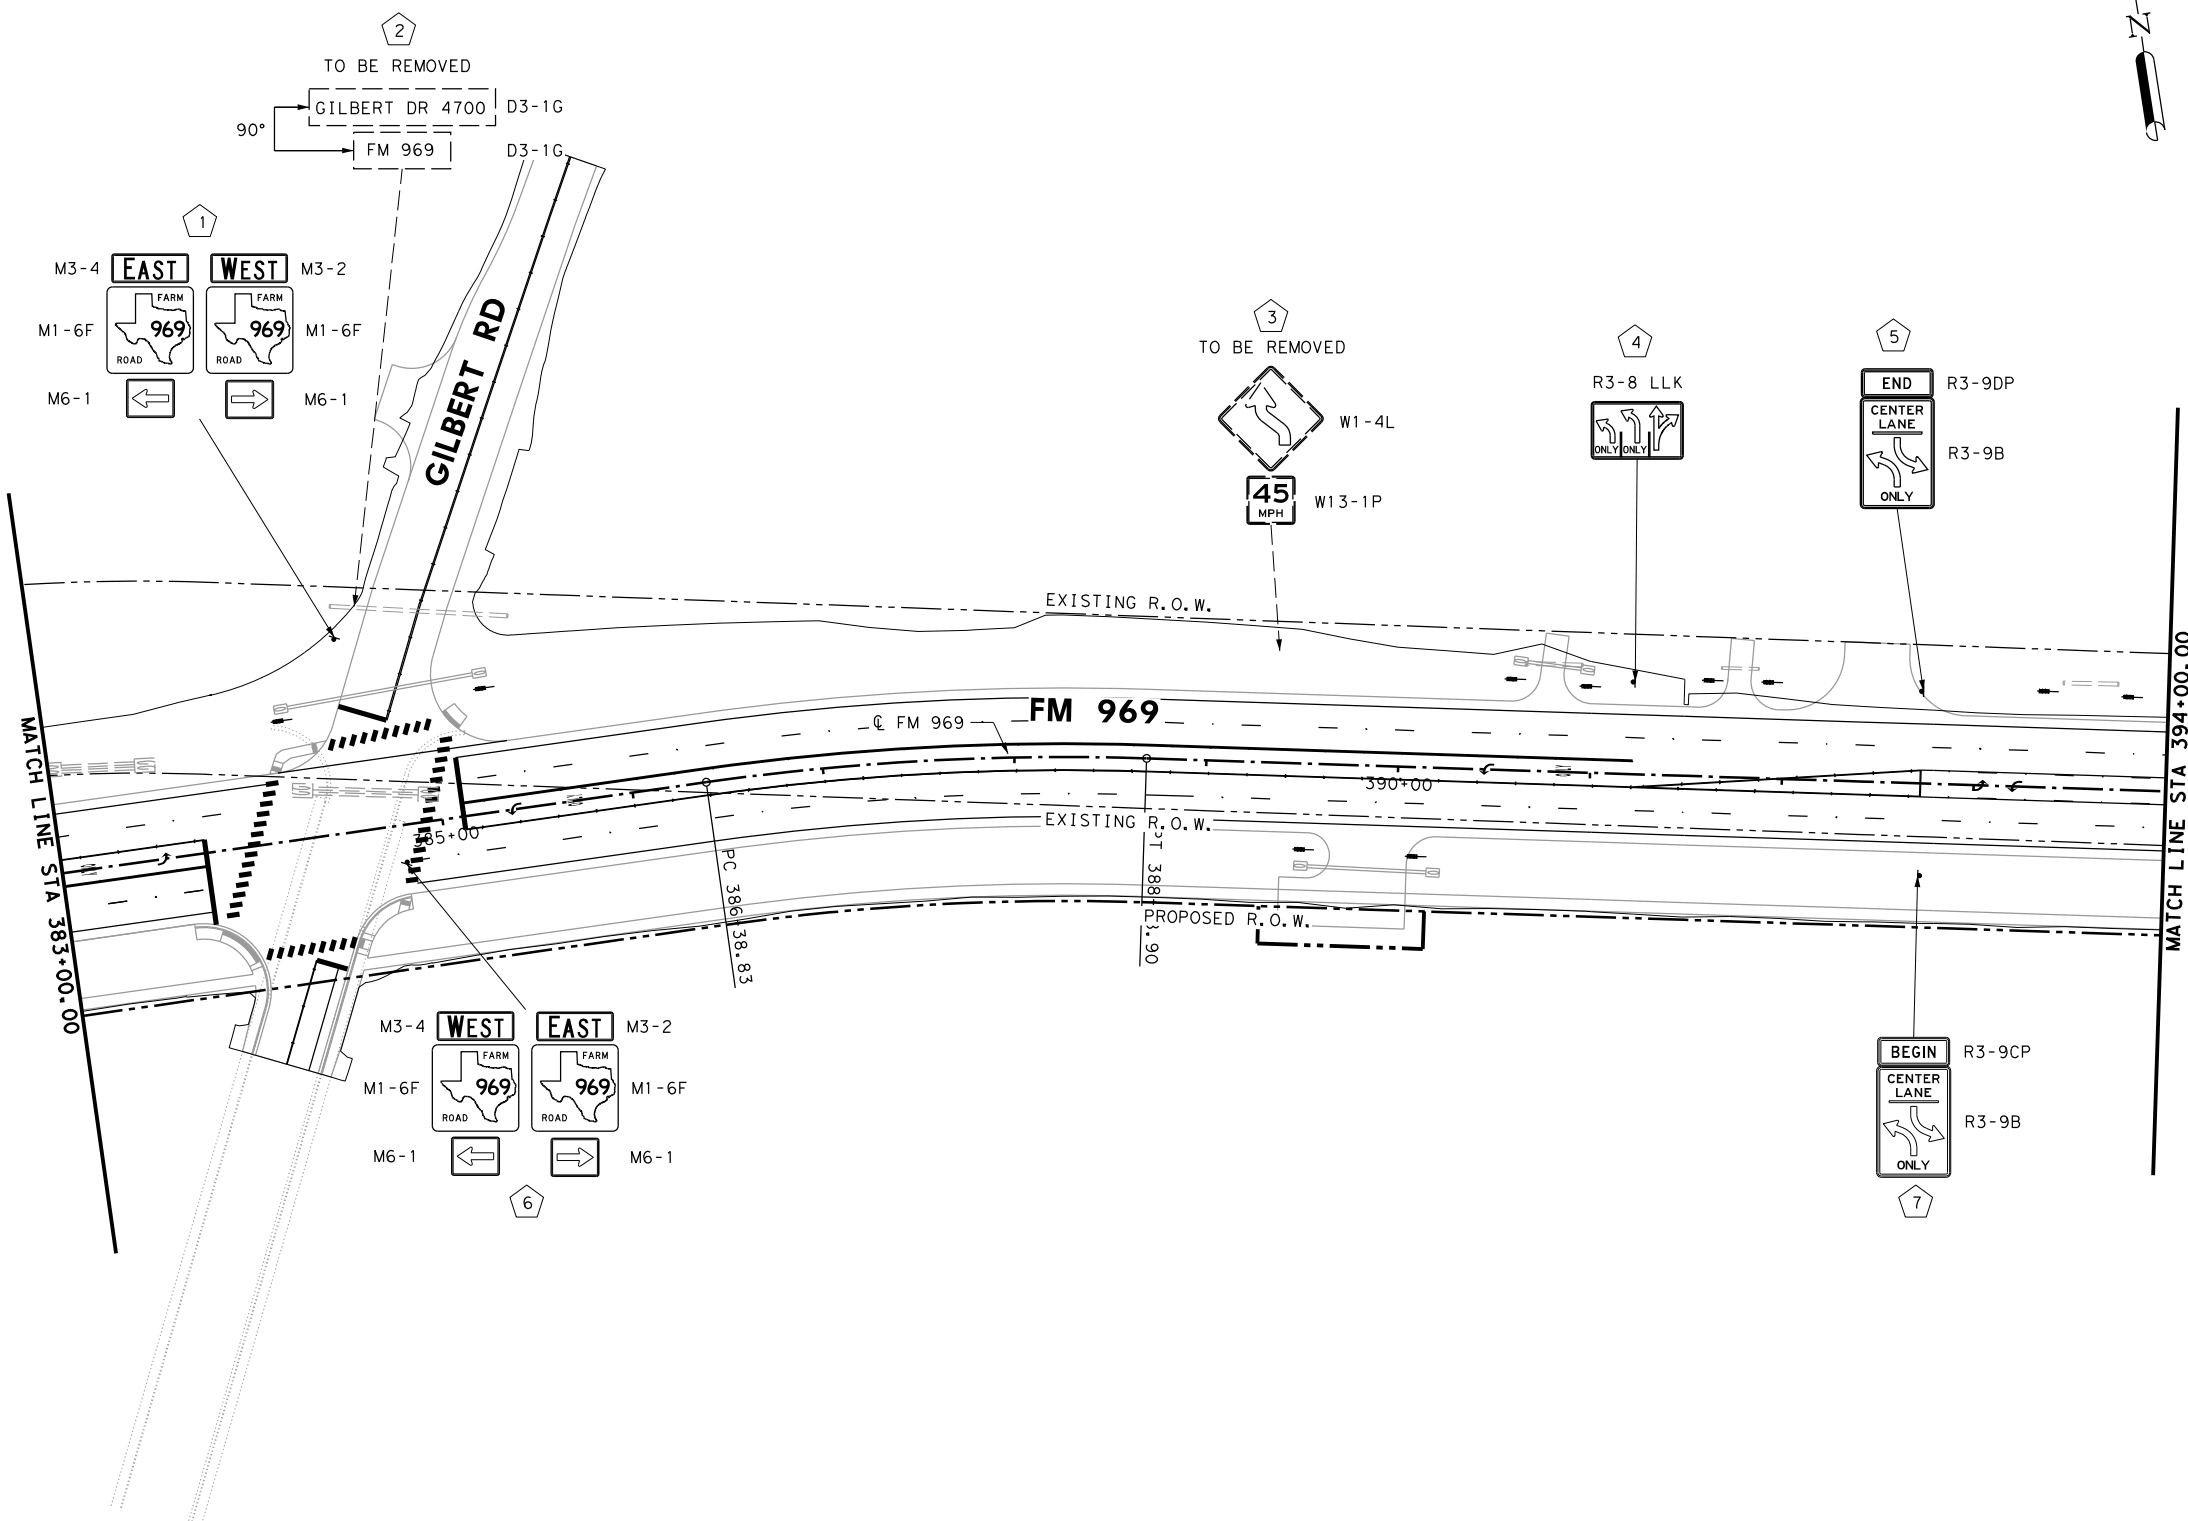 2
TO BE REMOVED
GILBERT DR 4700 D3-1G
90°
FM 969 D3-1G
N
1
M3-4 EAST WEST M3-2
FARM FARM
M1-6F 969 969 M1-6F
ROAD ROAD
M6-1 M6-1
GILBERT RD
3
TO BE REMOVED
W1-4L
45
MPH
W13-1P
4
R3-8 LLK
ONLY ONLY
5
END R3-9DP
CENTER
LANE
R3-9B
ONLY
EXISTING R.O.W.
℄ FM 969
FM 969
390+00
385+00
EXISTING R.O.W.
PROPOSED R.O.W.
PC 386+38.83
MATCH LINE STA 383+00.00
MATCH LINE STA 394+00.00
M3-4 WEST EAST M3-2
FARM FARM
M1-6F 969 969 M1-6F
ROAD ROAD
M6-1 M6-1
6
BEGIN R3-9CP
CENTER
LANE
R3-9B
ONLY
7